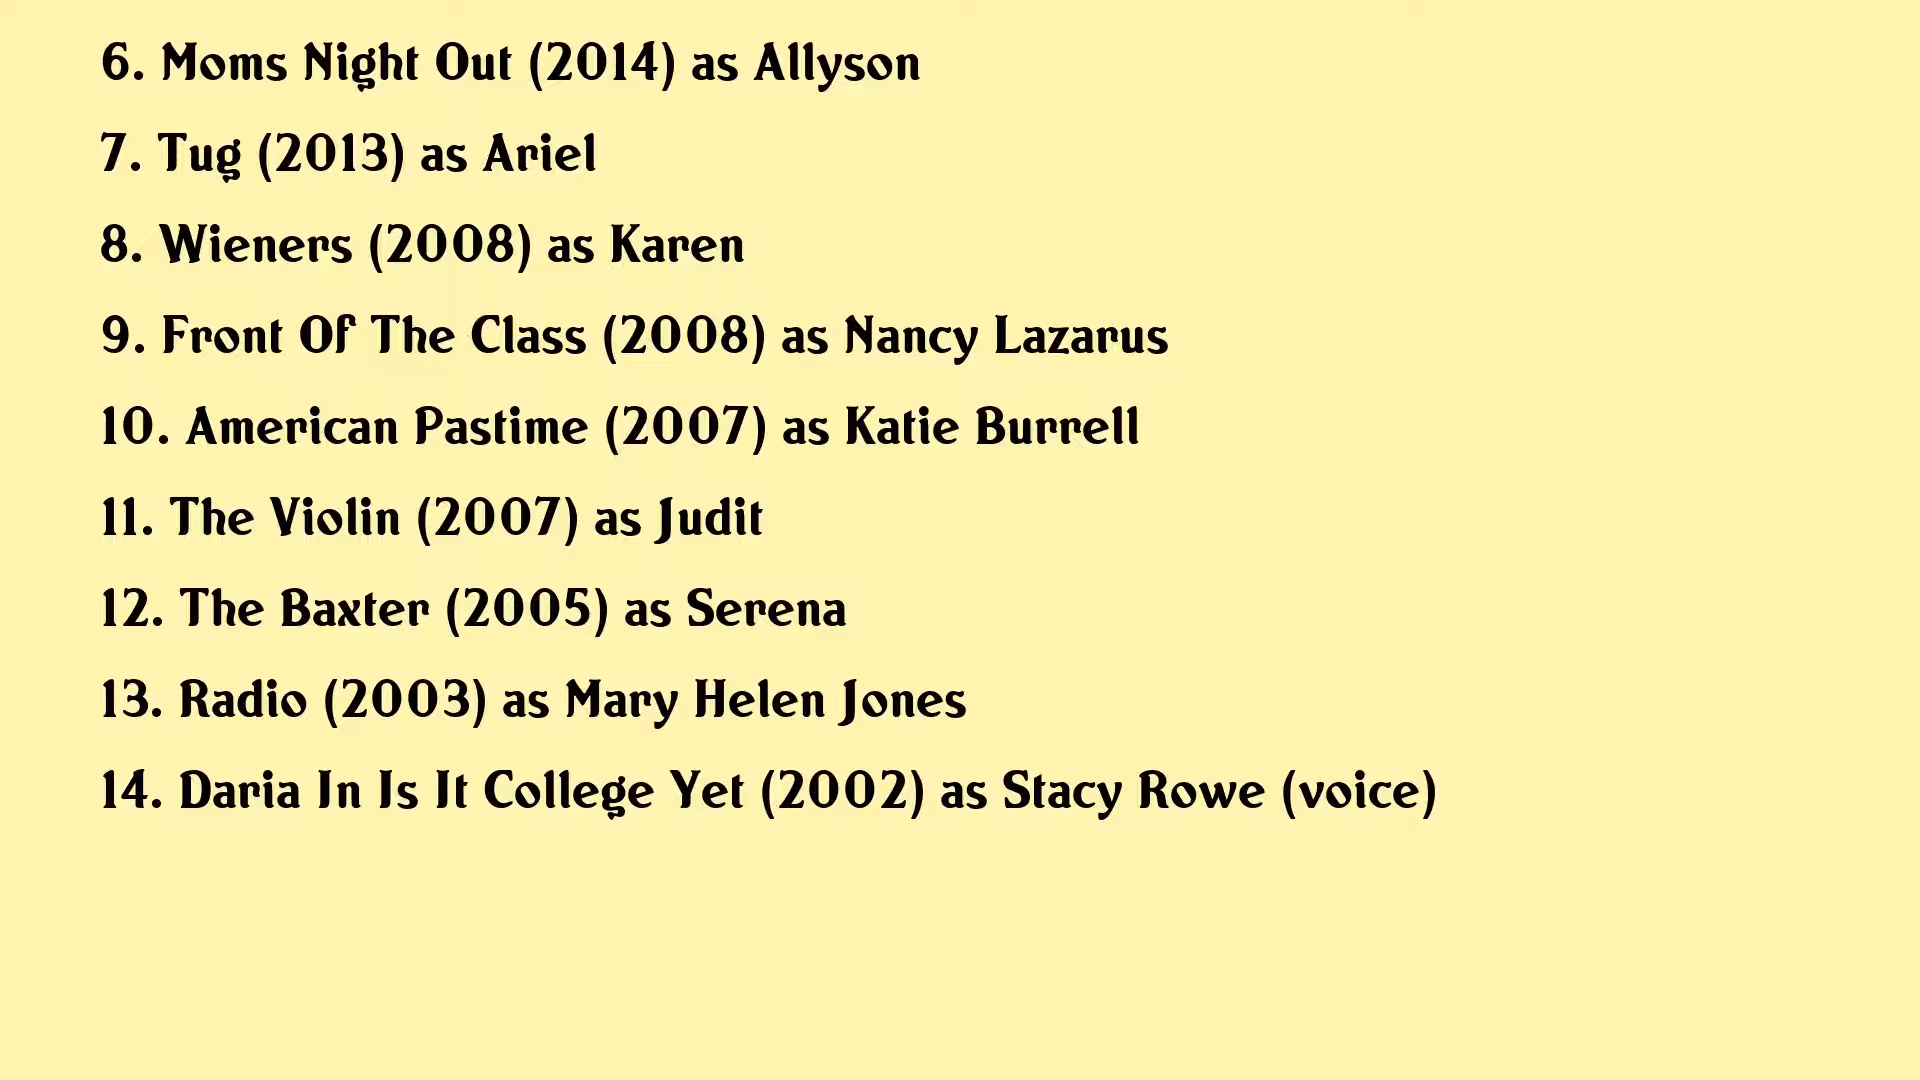 6. Moms Night Out (2014) as Allyson
7. Tug (2013) as Ariel
8. Wieners (2008) as Karen
9. Front Of The Class (2008) as Nancy Lazarus
10. American Pastime (2007) as Katie Burrell
11. The Violin (2007) as Judit
12. The Baxter (2005) as Serena
13. Radio (2003) as Mary Helen Jones
14. Daria In Is It College Yet (2002) as Stacy Rowe (voice)